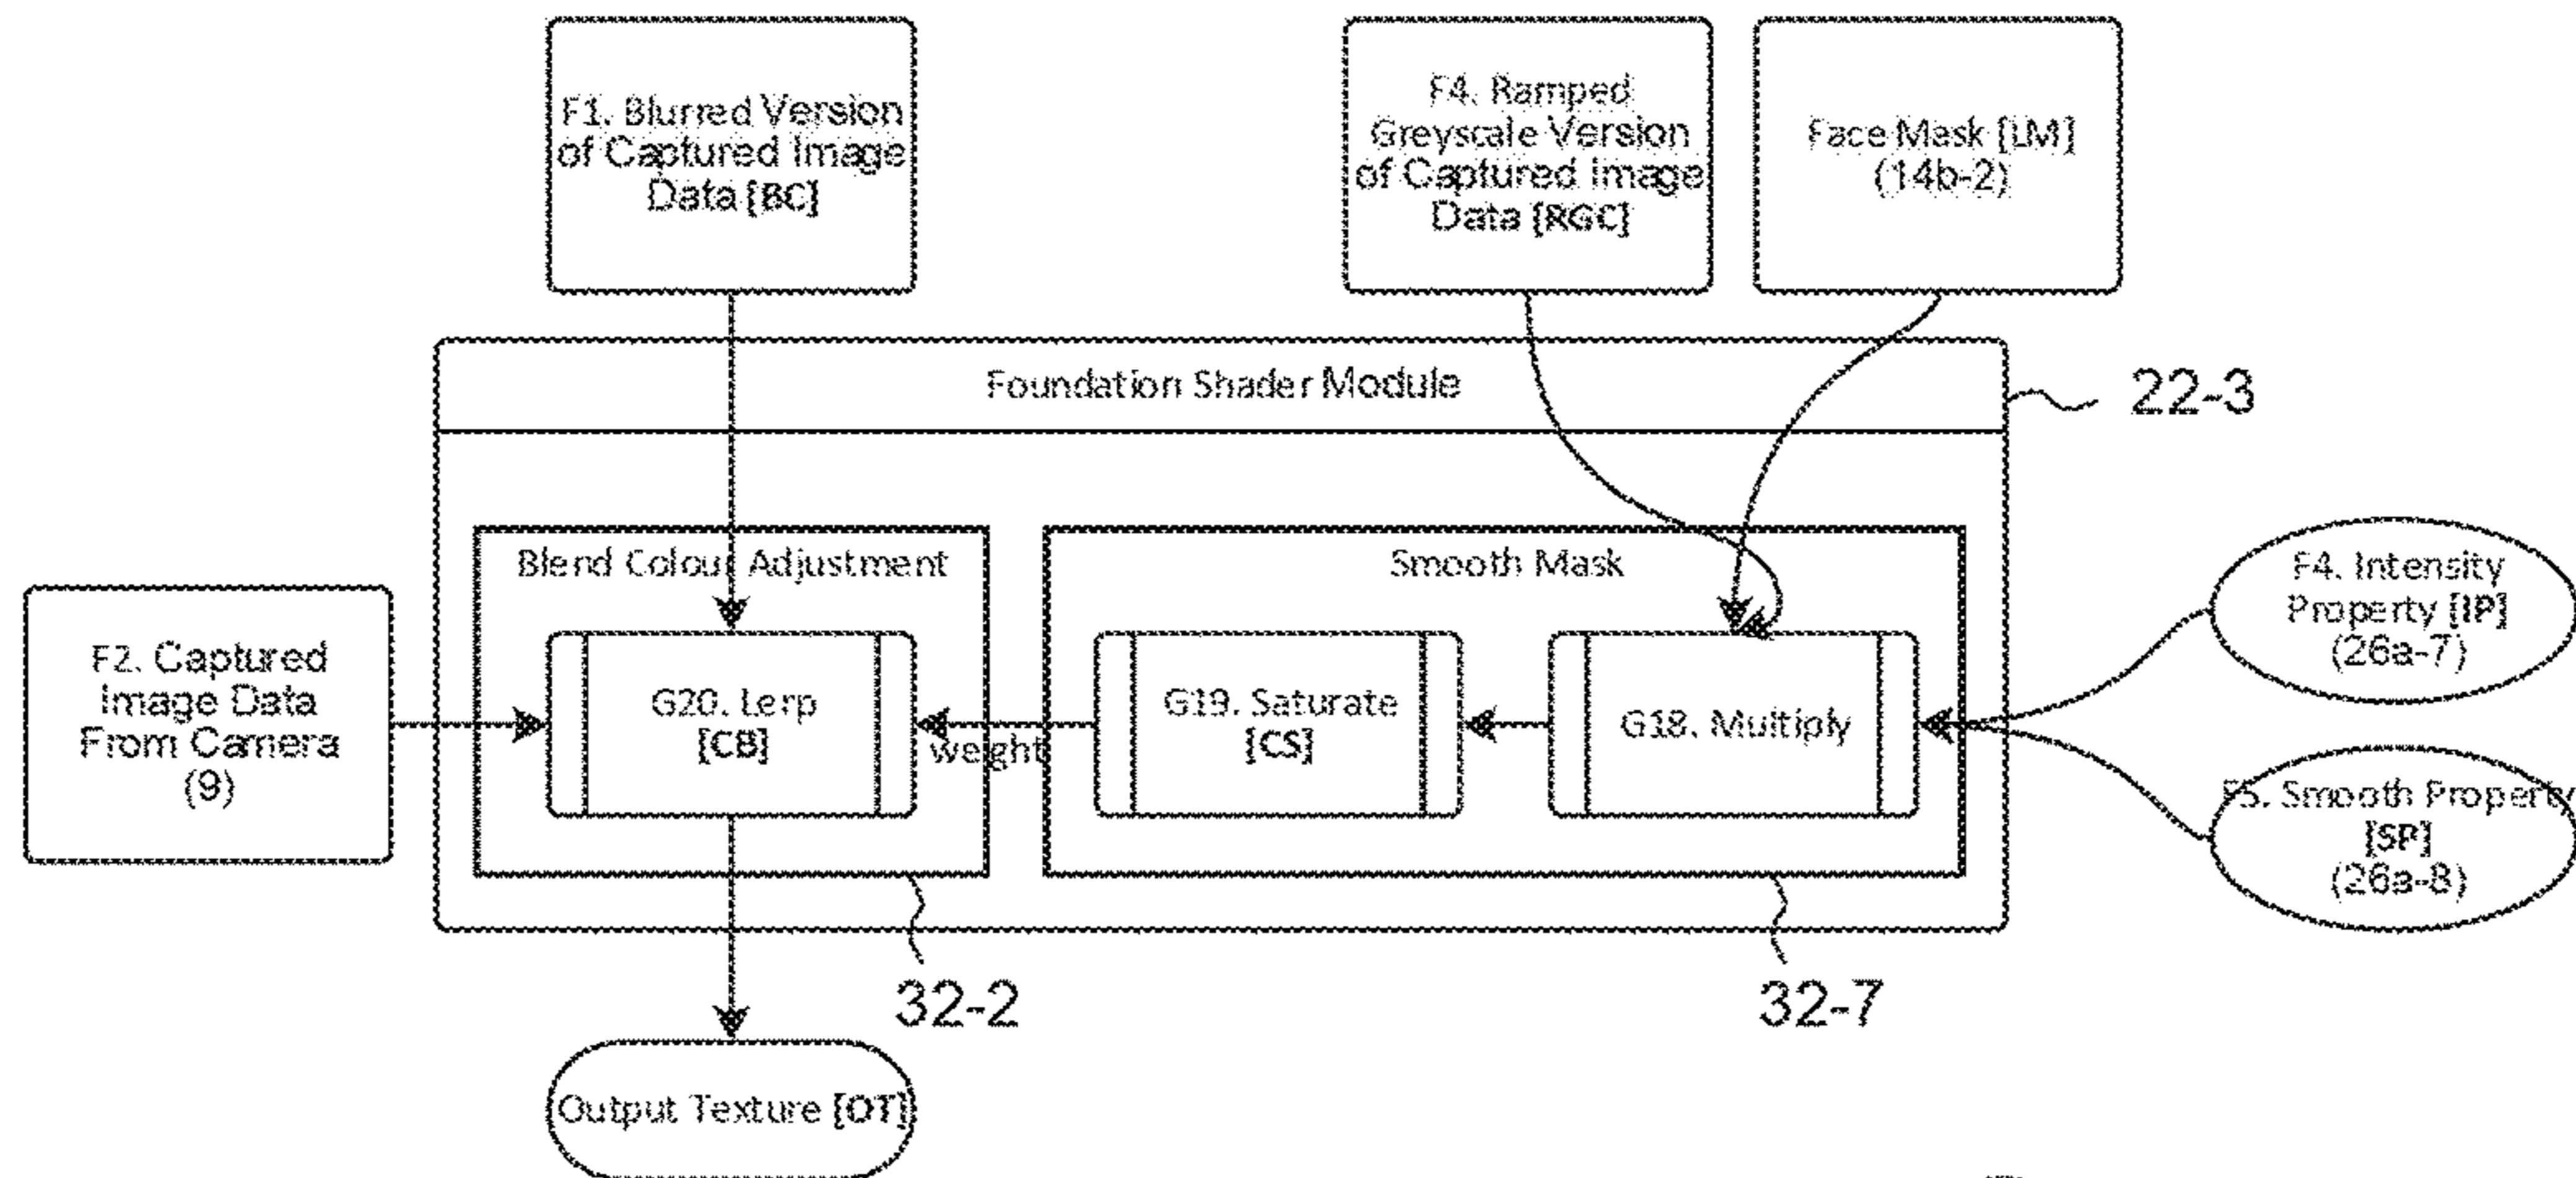 F1. Blurred Version
of Captured Image
Data [BC]
F4. Ramped
Greyscale Version
of Captured Image
Data [RGC]
Face Mask [LM]
(14b-2)
Foundation Shader Module
22-3
Blend Colour Adjustment
Smooth Mask
F2. Captured
Image Data
From Camera
(9)
G20. Lerp
[CB]
weight
G19. Saturate
[CS]
G18. Multiply
F4. Intensity
Property [IP]
(26a-7)
F5. Smooth Property
[SP]
(26a-8)
32-2
32-7
Output Texture [OT]